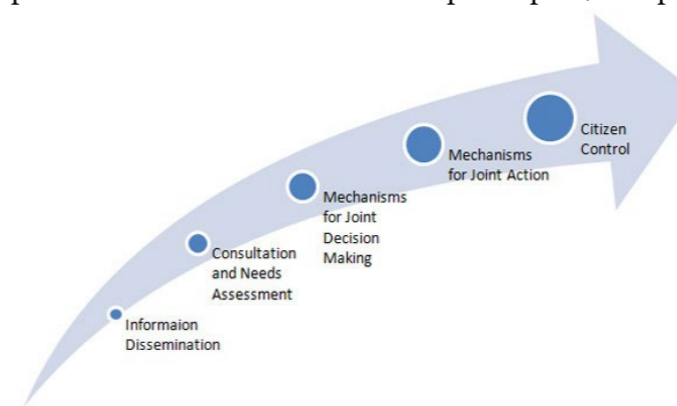 Citizen
Control
Mechanisms
for Joint Action
Mechanisms
for Joint
Decision
Making
Consultation
and Needs
Assessment
Informaion
Dissemination